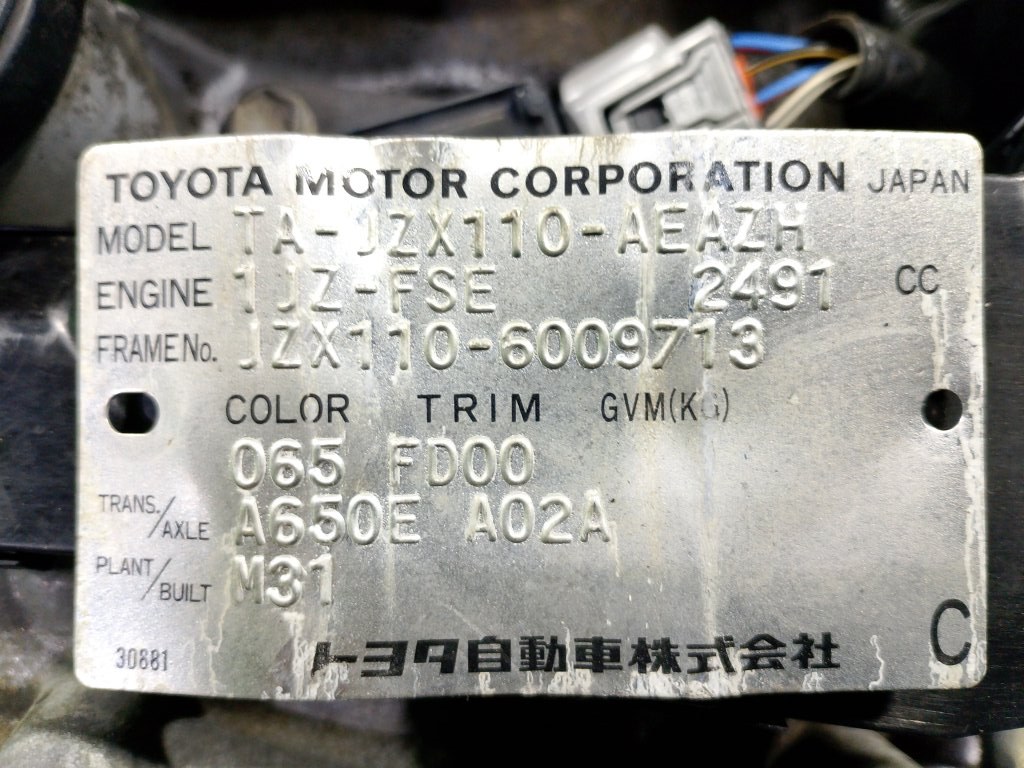 TOYOTA MOTOR CORPORATION JAPAN
MODEL TA-JZX110-AEAZH
ENGINE 1JZ-FSE 2491 CC
FRAME No. JZX110-6009713
COLOR TRIM GVM(KG)
065 FD00
TRANS./AXLE A650E A02A
PLANT/BUILT M31
30881 トヨタ自動車株式会社 C